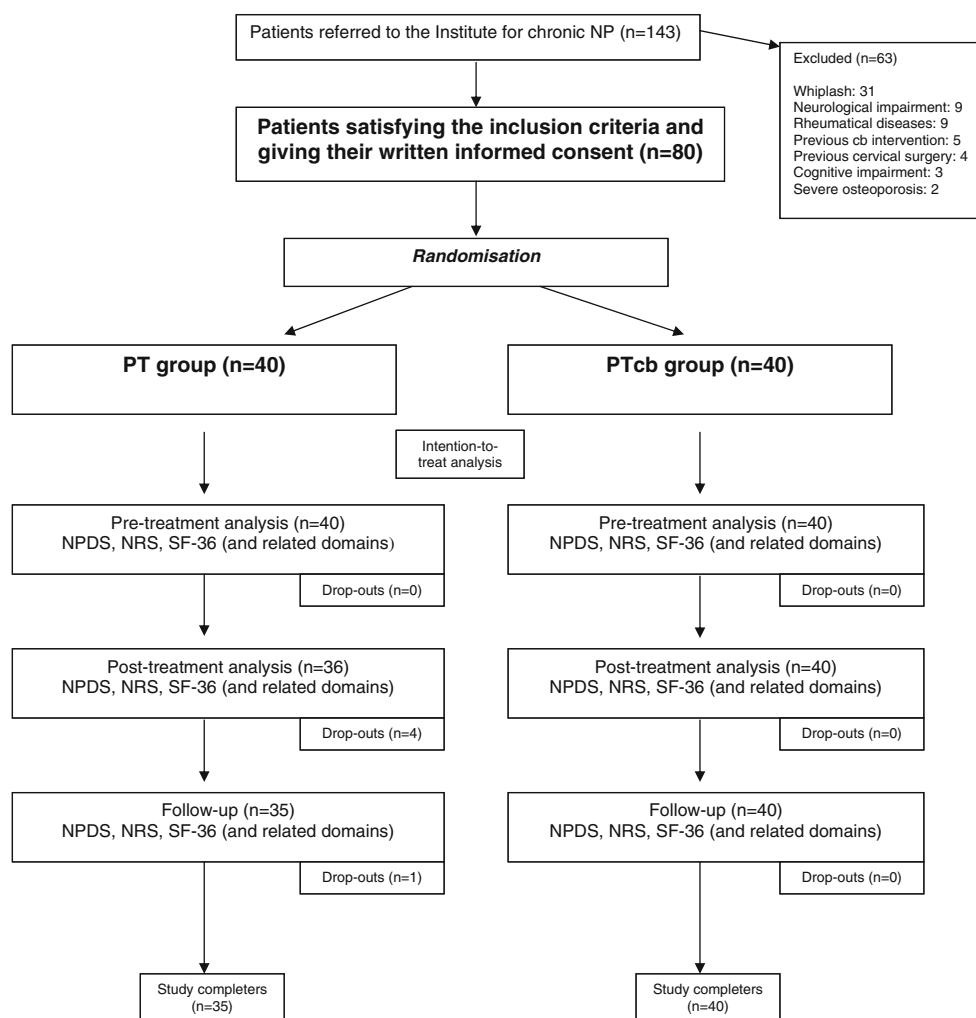 Patients referred to the Institute for chronic NP (n=143)
Excluded (n=63)
Whiplash: 31
Neurological impairment: 9
Rheumatical diseases: 9
Previous cb intervention: 5
Previous cervical surgery: 4
Cognitive impairment: 3
Severe osteoporosis: 2
Patients satisfying the inclusion criteria and
giving their written informed consent (n=80)
Randomisation
PT group (n=40)
PTcb group (n=40)
Intention-to-
treat analysis
Pre-treatment analysis (n=40)
NPDS, NRS, SF-36 (and related domains)
Drop-outs (n=0)
Pre-treatment analysis (n=40)
NPDS, NRS, SF-36 (and related domains)
Drop-outs (n=0)
Post-treatment analysis (n=36)
NPDS, NRS, SF-36 (and related domains)
Drop-outs (n=4)
Post-treatment analysis (n=40)
NPDS, NRS, SF-36 (and related domains)
Drop-outs (n=0)
Follow-up (n=35)
NPDS, NRS, SF-36 (and related domains)
Drop-outs (n=1)
Follow-up (n=40)
NPDS, NRS, SF-36 (and related domains)
Drop-outs (n=0)
Study completers
(n=35)
Study completers
(n=40)